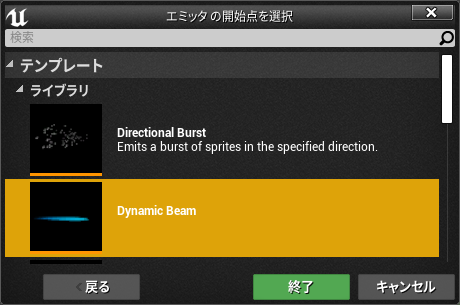 エミッタの開始点を選択
検索
テンプレート
ライブラリ
Directional Burst
Emits a burst of sprites in the specified direction.
Dynamic Beam
戻る
終了
キャンセル